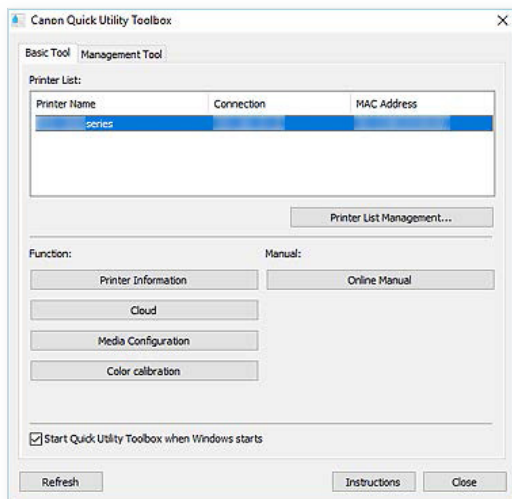 Canon Quick Utility Toolbox
Basic Tool Management Tool
Printer List:
Printer Name Connection MAC Address
series
Printer List Management...
Function: Manual:
Printer Information Online Manual
Cloud
Media Configuration
Color calibration
Start Quick Utility Toolbox when Windows starts
Refresh Instructions Close